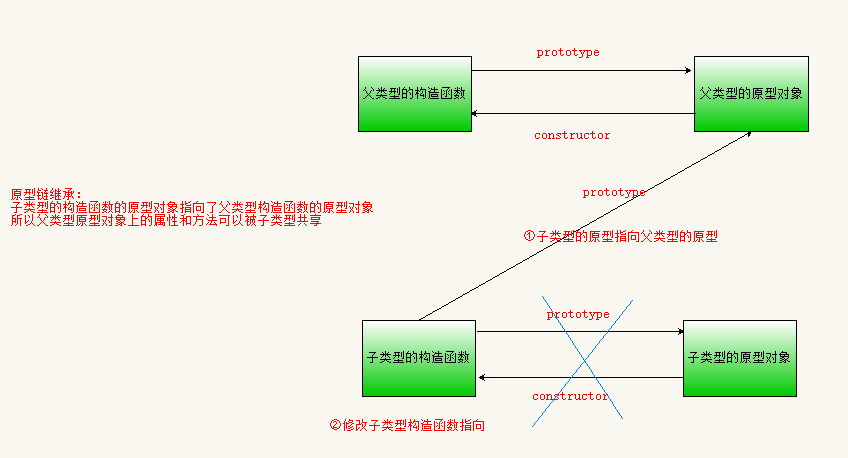 prototype
父类型的构造函数
父类型的原型对象
constructor
prototype
原型链继承：
子类型的构造函数的原型对象指向了父类型构造函数的原型对象
所以父类型原型对象上的属性和方法可以被子类型共享
①子类型的原型指向父类型的原型
prototype
子类型的构造函数
子类型的原型对象
constructor
②修改子类型构造函数指向